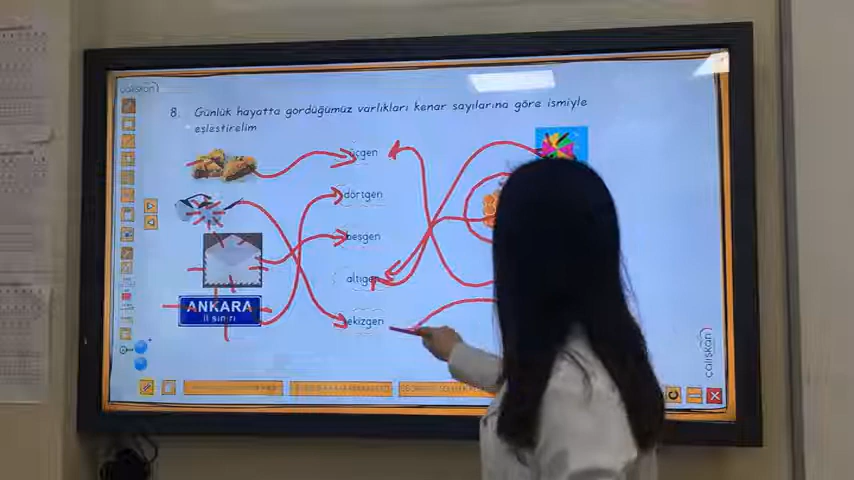 çalışkan
8. Günlük hayatta gördüğümüz varlıkları kenar sayılarına göre ismiyle
eşleştirelim
üçgen
dörtgen
beşgen
altıgen
ekizgen
ANKARA
il sınırı
çalışkan